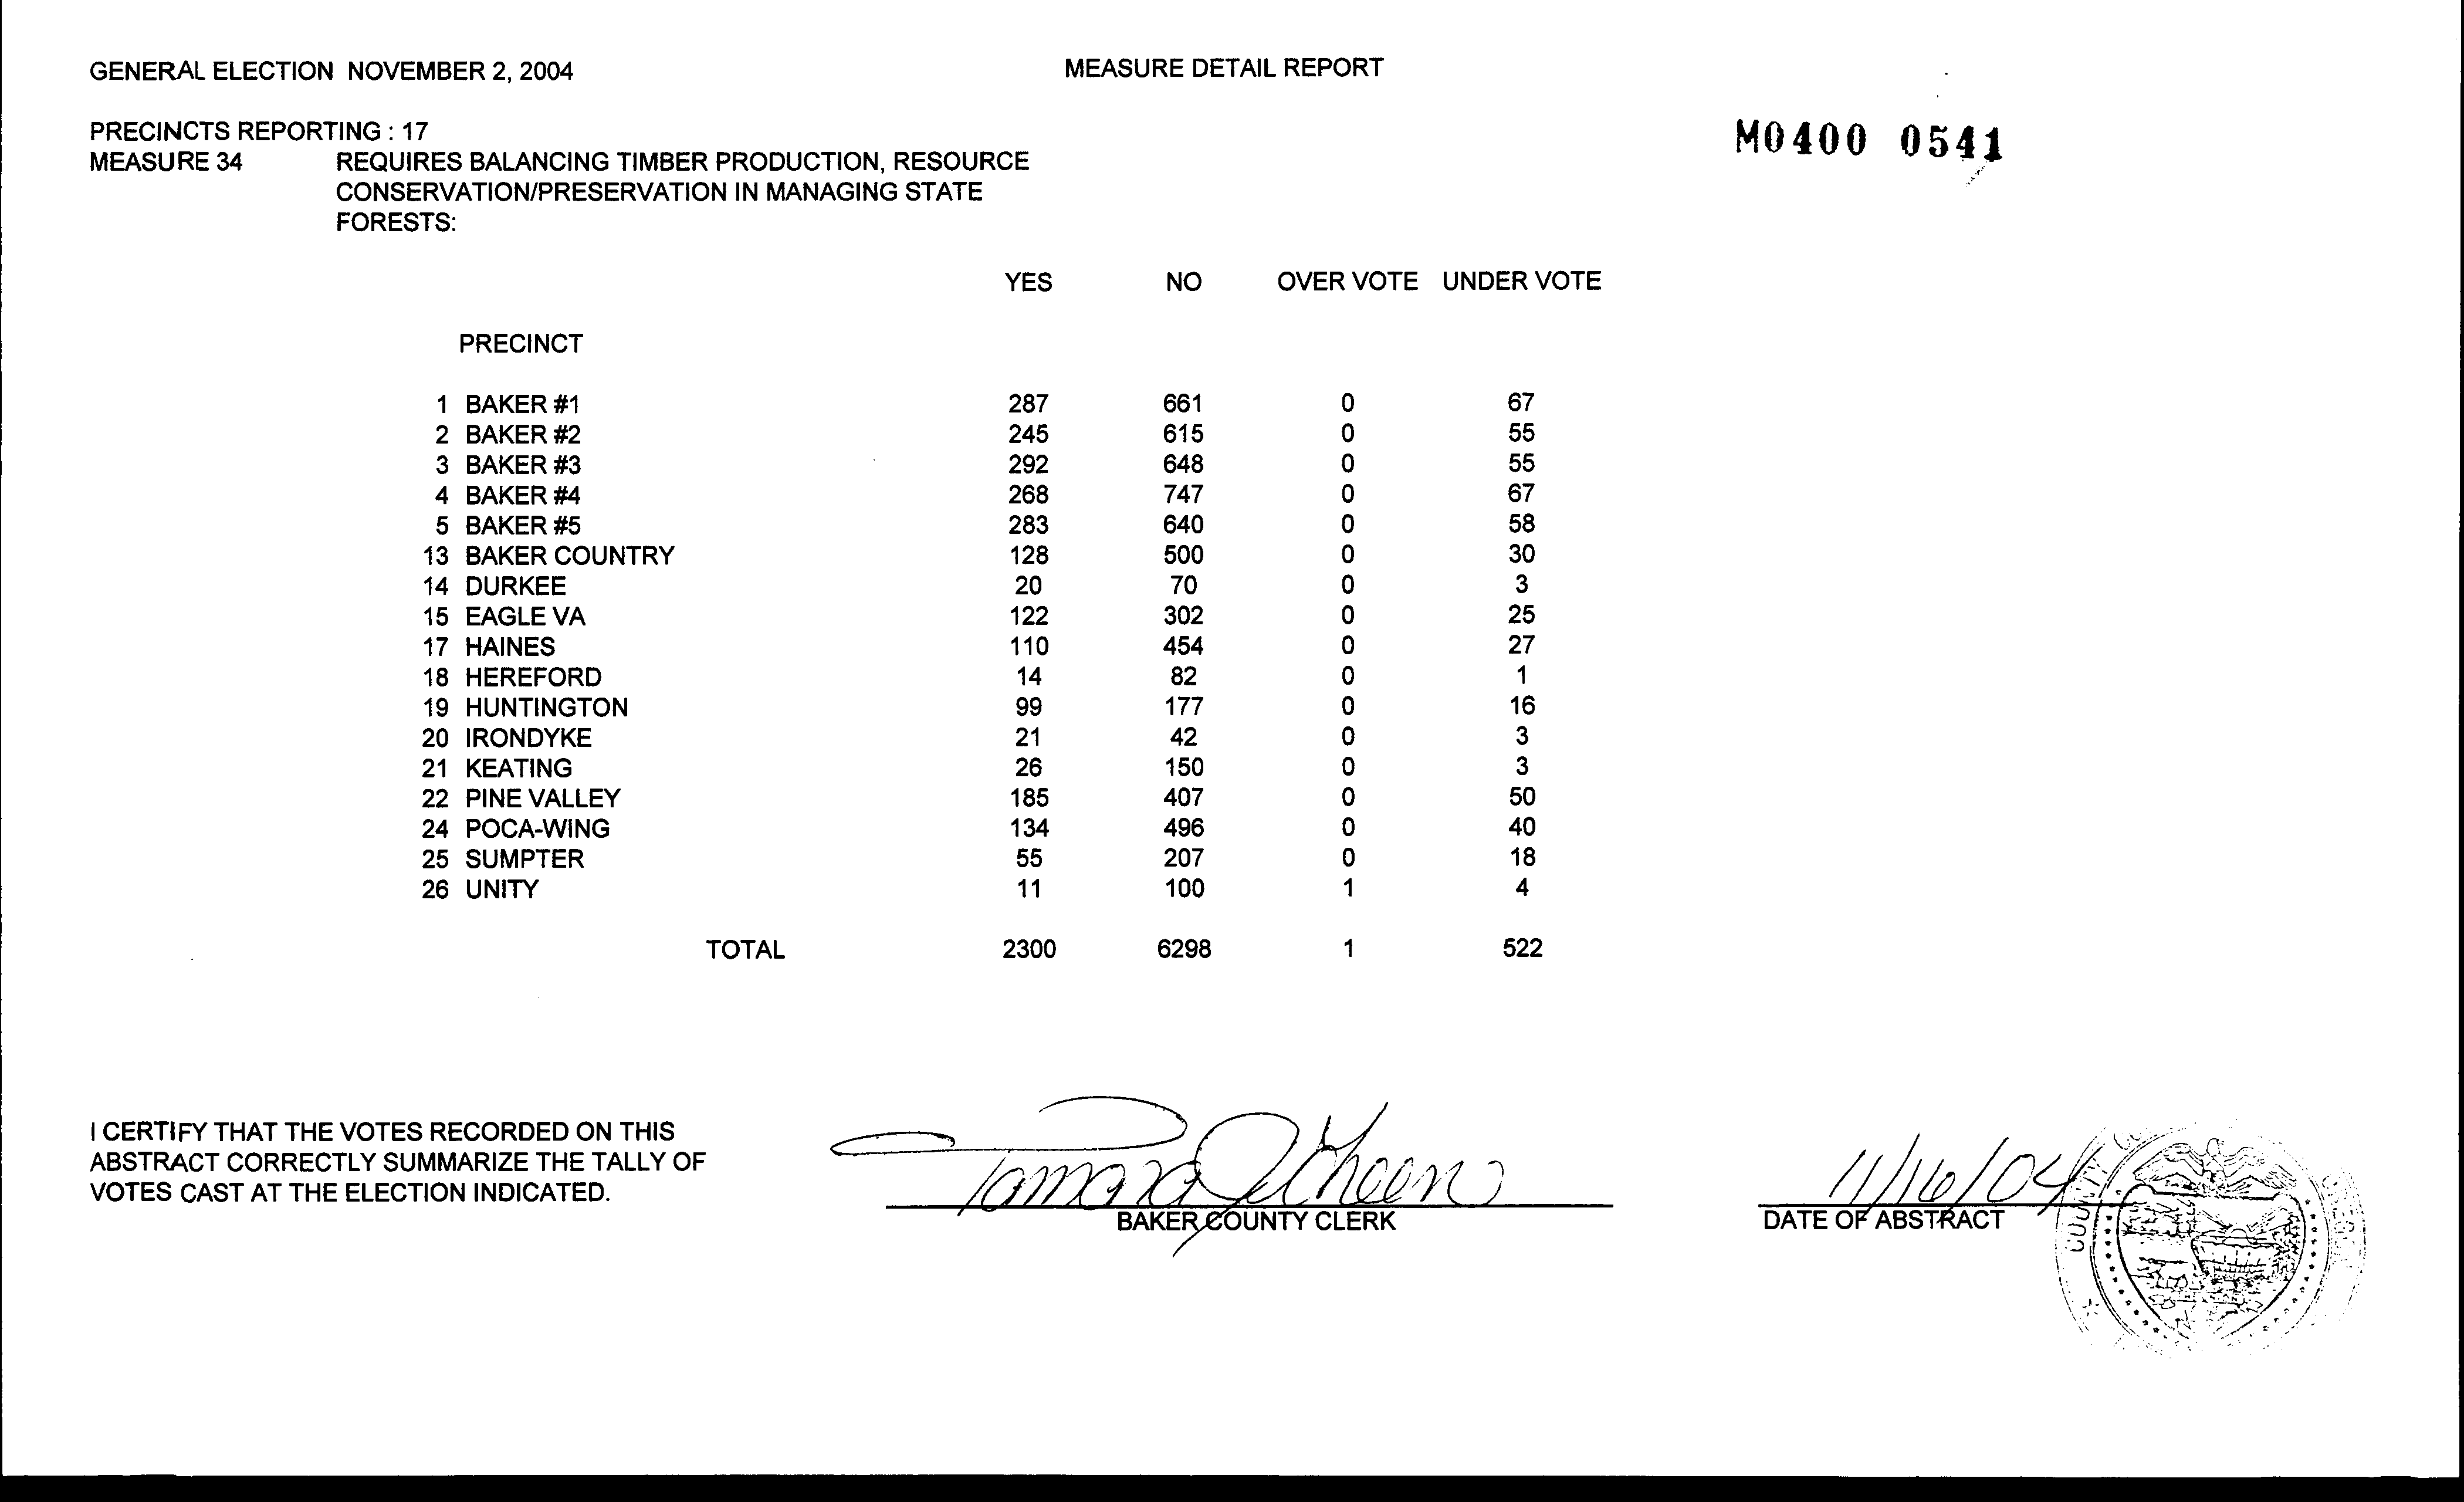 GENERAL ELECTION NOVEMBER 2, 2004 MEASURE DETAIL REPORT
PRECINCTS REPORTING : 17
M0400 0541
MEASURE 34 REQUIRES BALANCING TIMBER PRODUCTION, RESOURCE
CONSERVATION/PRESERVATION IN MANAGING STATE
FORESTS:
YES NO OVER VOTE UNDER VOTE
PRECINCT
1 BAKER #1 287 661 0 67
2 BAKER #2 245 615 0 55
3 BAKER #3 292 648 0 55
4 BAKER #4 268 747 0 67
5 BAKER #5 283 640 0 58
13 BAKER COUNTRY 128 500 0 30
14 DURKEE 20 70 0 3
15 EAGLE VA 122 302 0 25
17 HAINES 110 454 0 27
18 HEREFORD 14 82 0 1
19 HUNTINGTON 99 177 0 16
20 IRONDYKE 21 42 0 3
21 KEATING 26 150 0 3
22 PINE VALLEY 185 407 0 50
24 POCA-WING 134 496 0 40
25 SUMPTER 55 207 0 18
26 UNITY 11 100 1 4
TOTAL 2300 6298 1 522
I CERTIFY THAT THE VOTES RECORDED ON THIS
ABSTRACT CORRECTLY SUMMARIZE THE TALLY OF
VOTES CAST AT THE ELECTION INDICATED.
Tamara J Cheen
BAKER COUNTY CLERK
11/16/04
DATE OF ABSTRACT
COUNTY